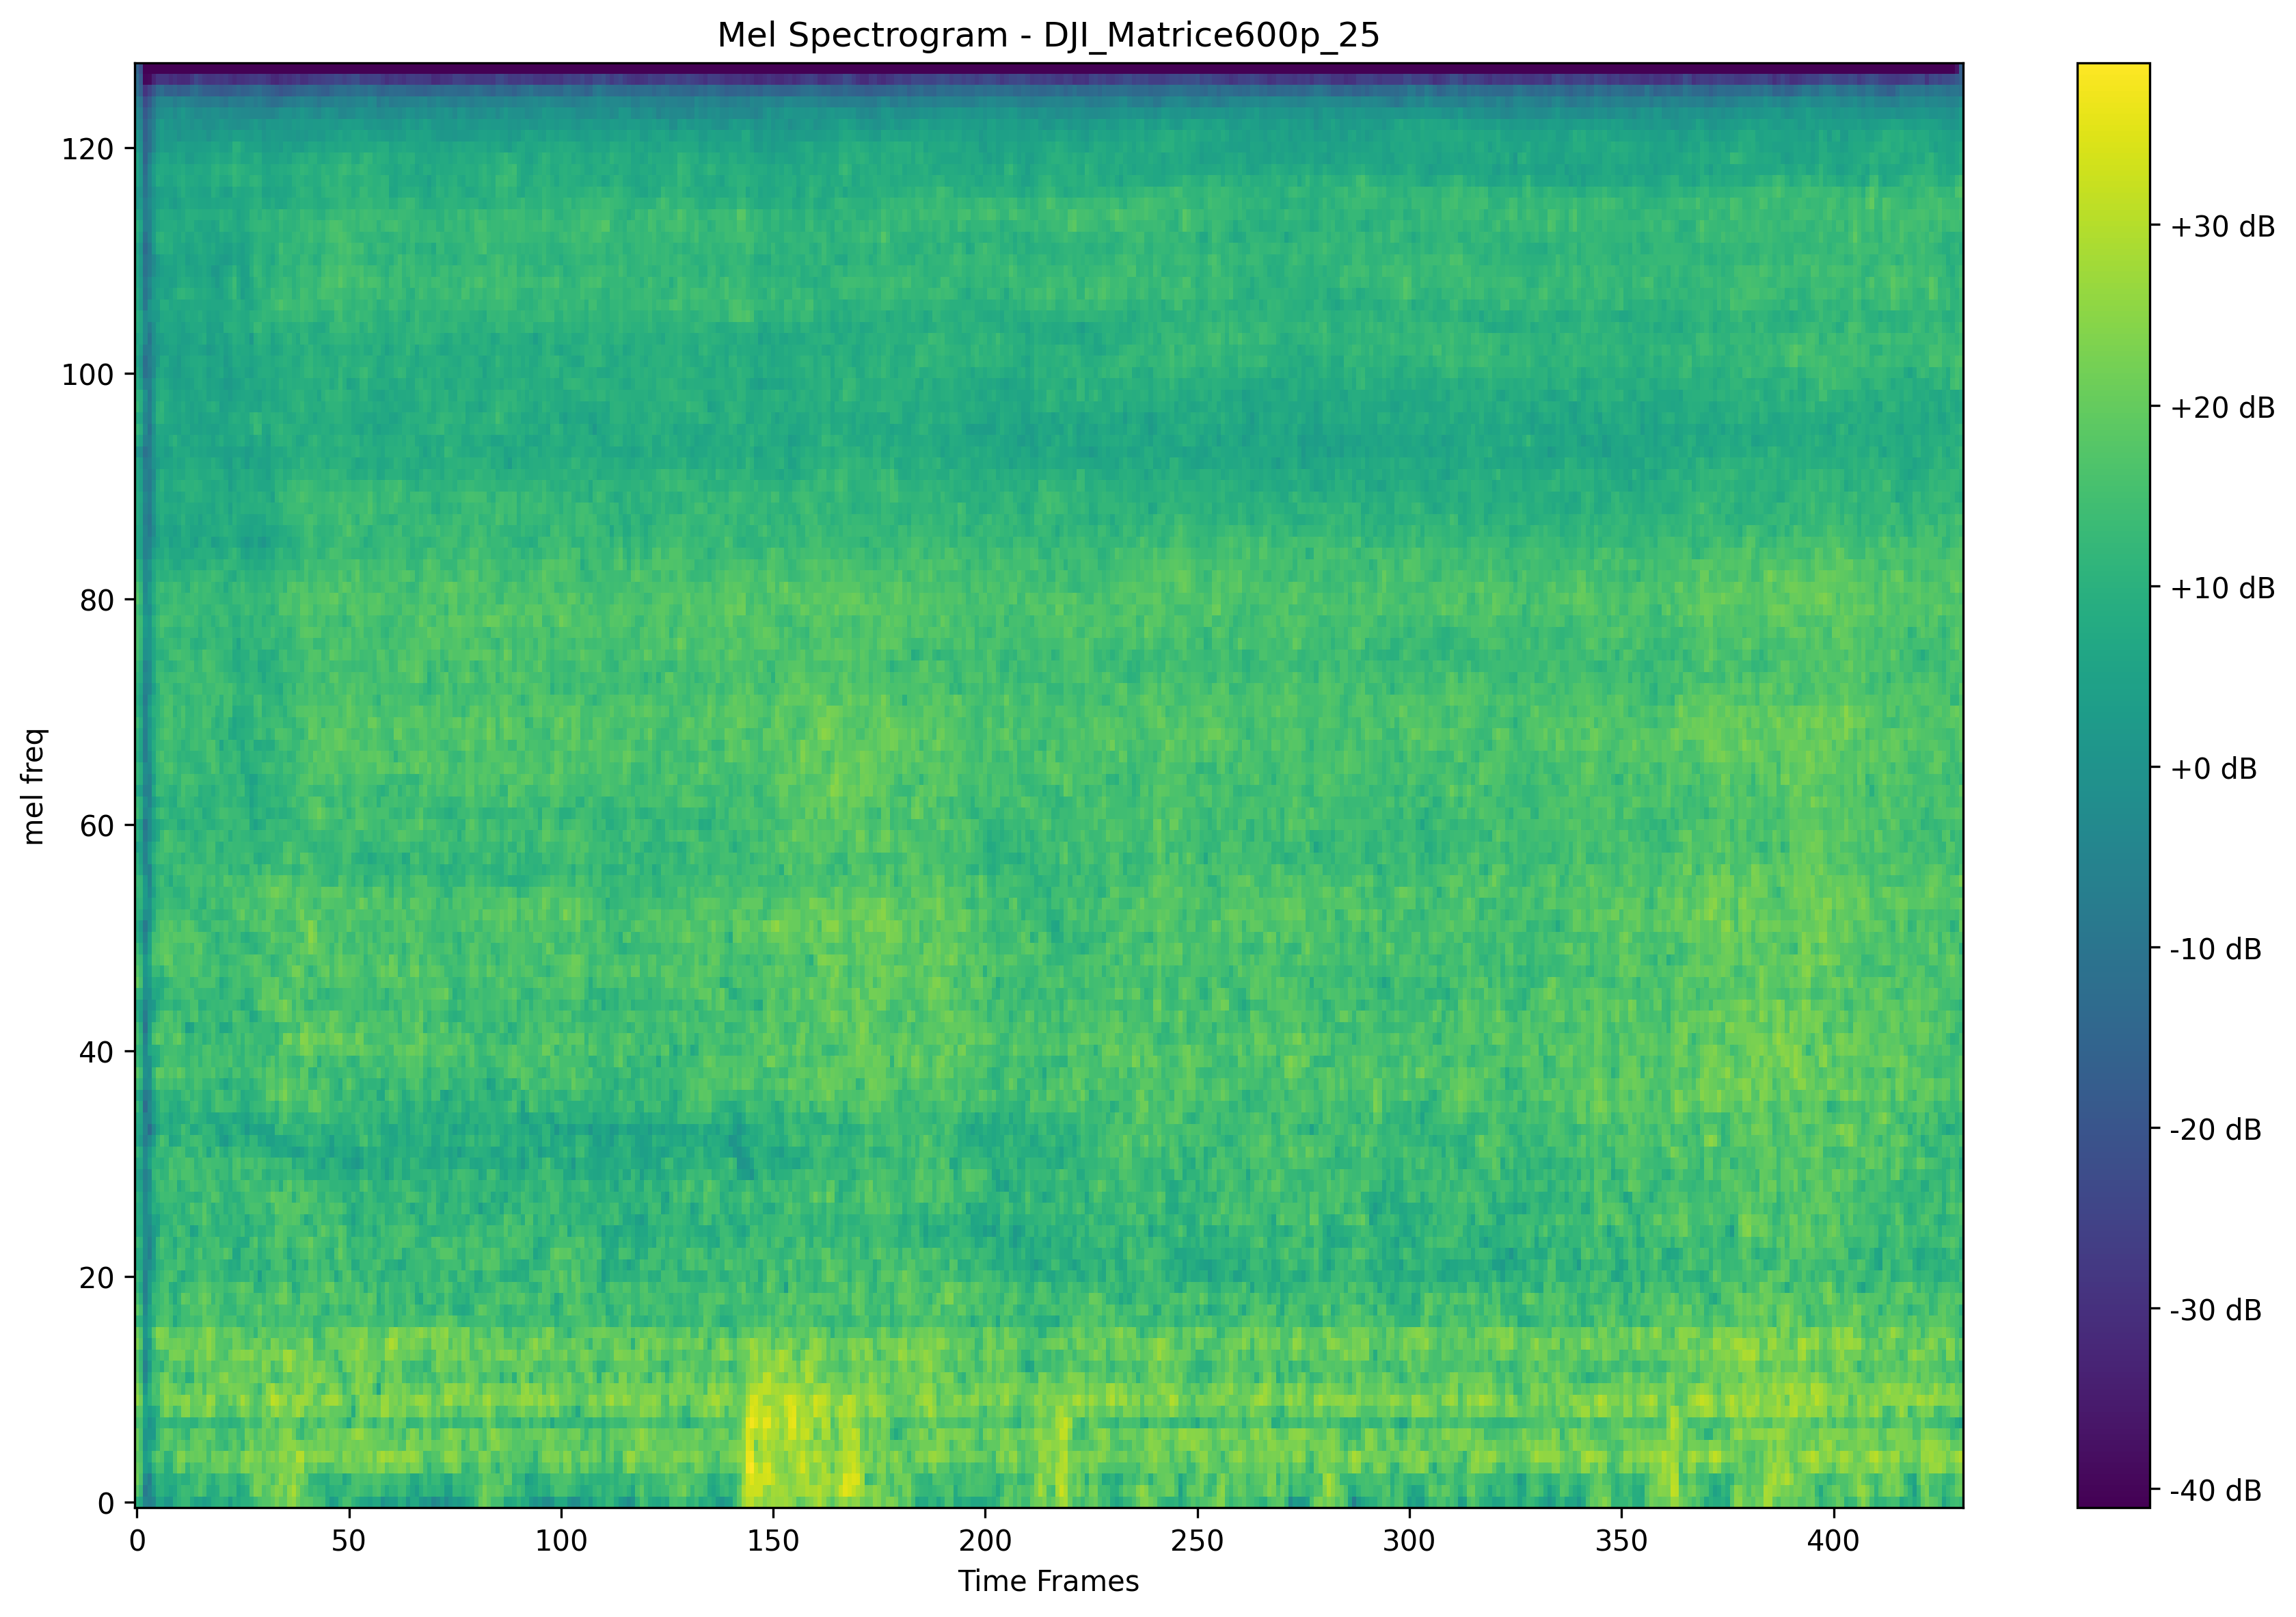 Mel Spectrogram - DJI_Matrice600p_25
mel freq
120
100
80
60
40
20
0
0 50 100 150 200 250 300 350 400
Time Frames
+30 dB
+20 dB
+10 dB
+0 dB
-10 dB
-20 dB
-30 dB
-40 dB